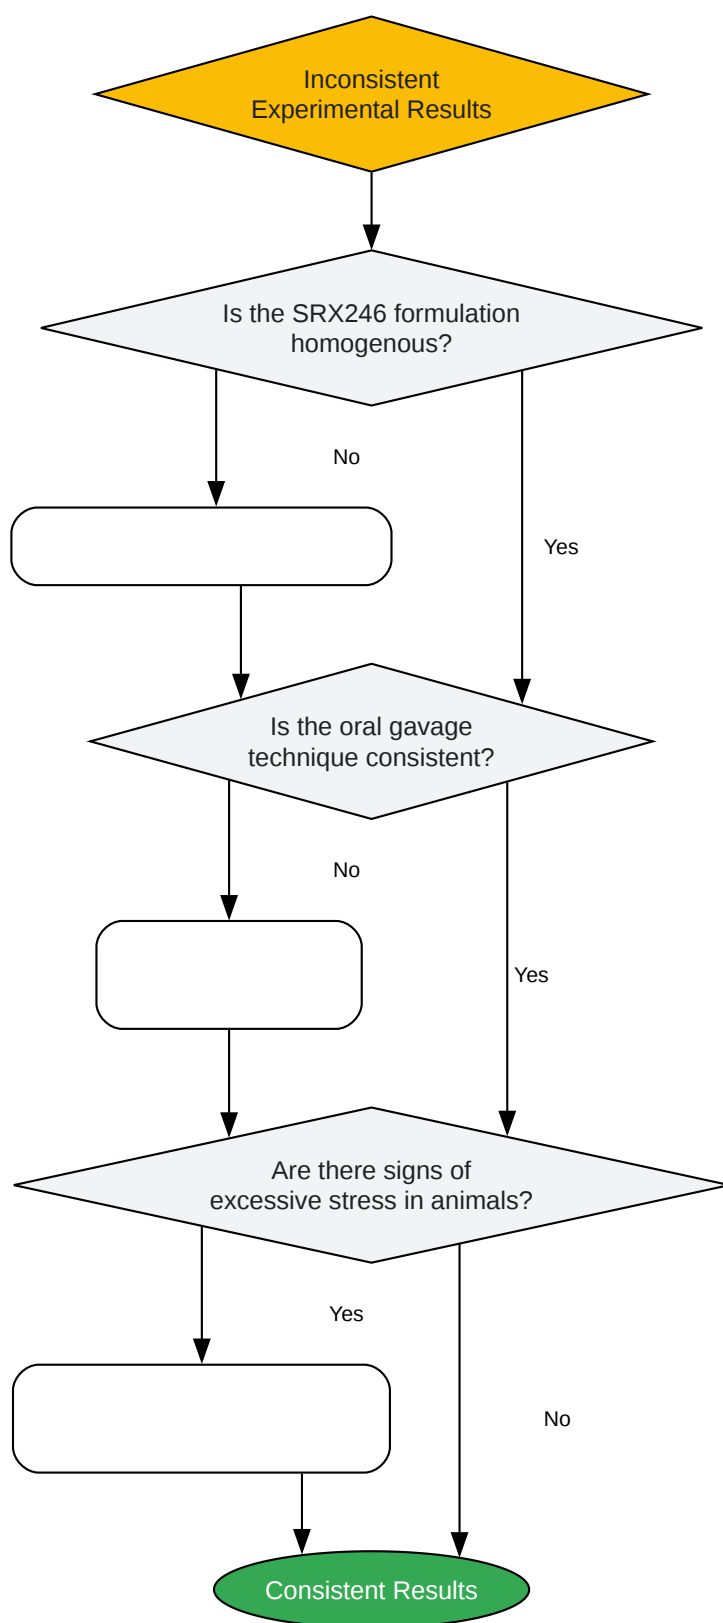 Inconsistent
Experimental Results
Is the SRX246 formulation
homogenous?
No
Yes
Is the oral gavage
technique consistent?
No
Yes
Are there signs of
excessive stress in animals?
Yes
No
Consistent Results